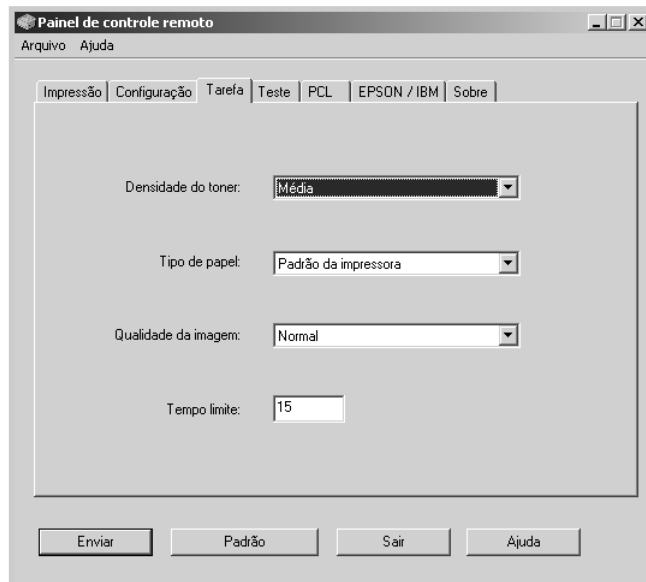 Painel de controle remoto
Arquivo Ajuda
Impressão Configuração Tarefa Teste PCL EPSON / IBM Sobre
Densidade do toner: Média
Tipo de papel: Padrão da impressora
Qualidade da imagem: Normal
Tempo limite: 15
Enviar Padrão Sair Ajuda